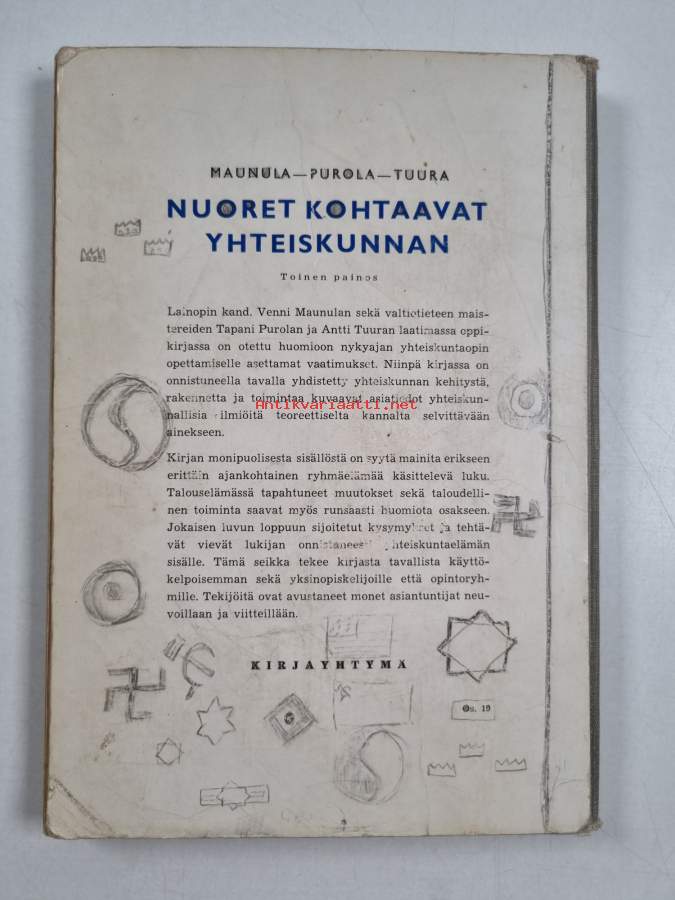 MAUNULA—PUROLA—TUURA
NUORET KOHTAAVAT
YHTEISKUNNAN
Toinen painos
Lainopin kand. Venni Maunulan sekä valtiotieteen mais-
tereiden Tapani Purolan ja Antti Tuuran laatimassa oppi-
kirjassa on otettu huomioon nykyajan yhteiskuntaopin
opettamiselle asettamat vaatimukset. Niinpä kirjassa on
onnistuneella tavalla yhdistetty yhteiskunnan kehitystä,
rakennetta ja toimintaa kuvaavat asiatiedot yhteiskun-
Antikvariaatti.net
nallisia ilmiöitä teoreettiselta kannalta selvittävään
ainekseen.
Kirjan monipuolisesta sisällöstä on syytä mainita erikseen
erittäin ajankohtainen ryhmäelämää käsittelevä luku.
Talouselämässä tapahtuneet muutokset sekä taloudelli-
nen toiminta saavat myös runsaasti huomiota osakseen.
Jokaisen luvun loppuun sijoitetut kysymykset ja tehtä-
vät vievät lukijan onnistuneesti yhteiskuntaelämän
sisälle. Tämä seikka tekee kirjasta tavallista käyttö-
kelpoisemman sekä yksinopiskelijoille että opintoryh-
mille. Tekijöitä ovat avustaneet monet asiantuntijat neu-
voillaan ja viitteillään.
KIRJAYHTYMÄ
19